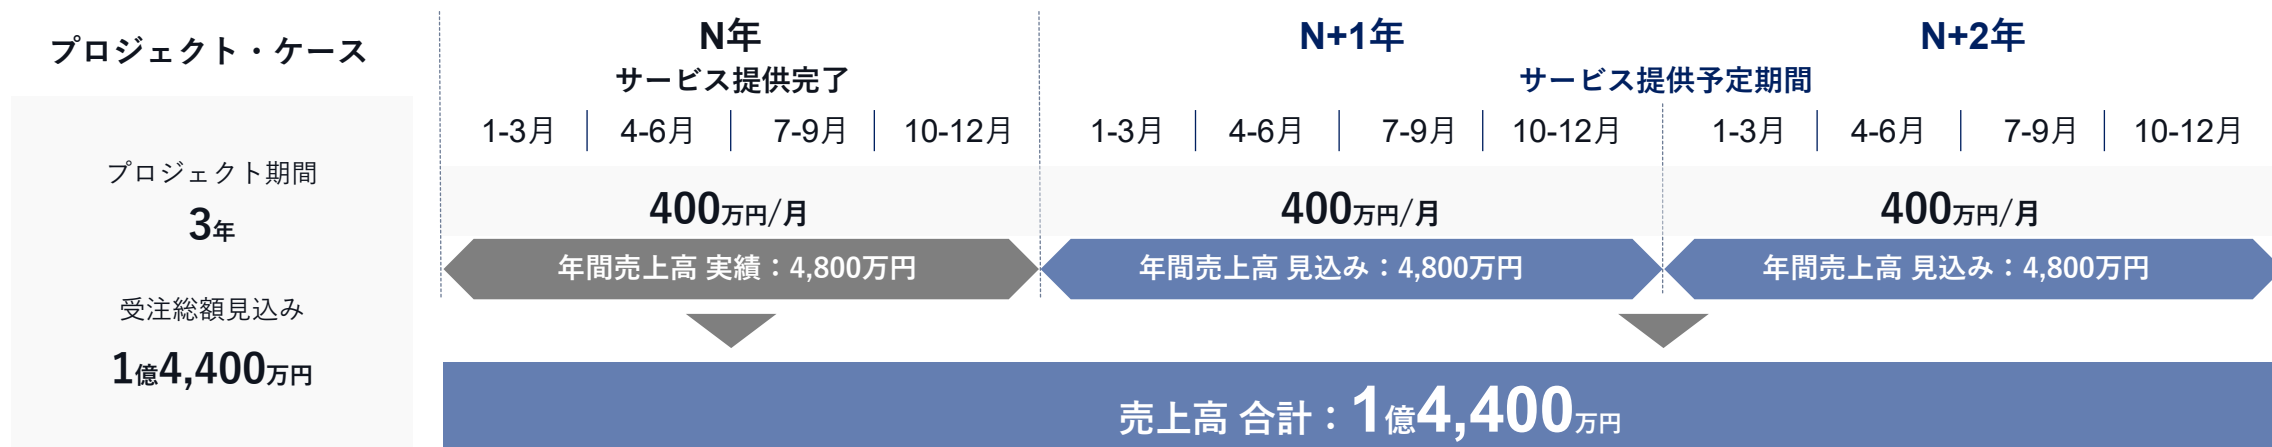 プロジェクト・ケース
プロジェクト期間
3年
受注総額見込み
1億4,400万円
N年
サービス提供完了
N+1年
N+2年
サービス提供予定期間
1-3月 4-6月 7-9月 10-12月
1-3月 4-6月 7-9月 10-12月
1-3月 4-6月 7-9月 10-12月
400万円/月
400万円/月
400万円/月
年間売上高 実績：4,800万円
年間売上高 見込み：4,800万円
年間売上高 見込み：4,800万円
売上高 合計：1億4,400万円